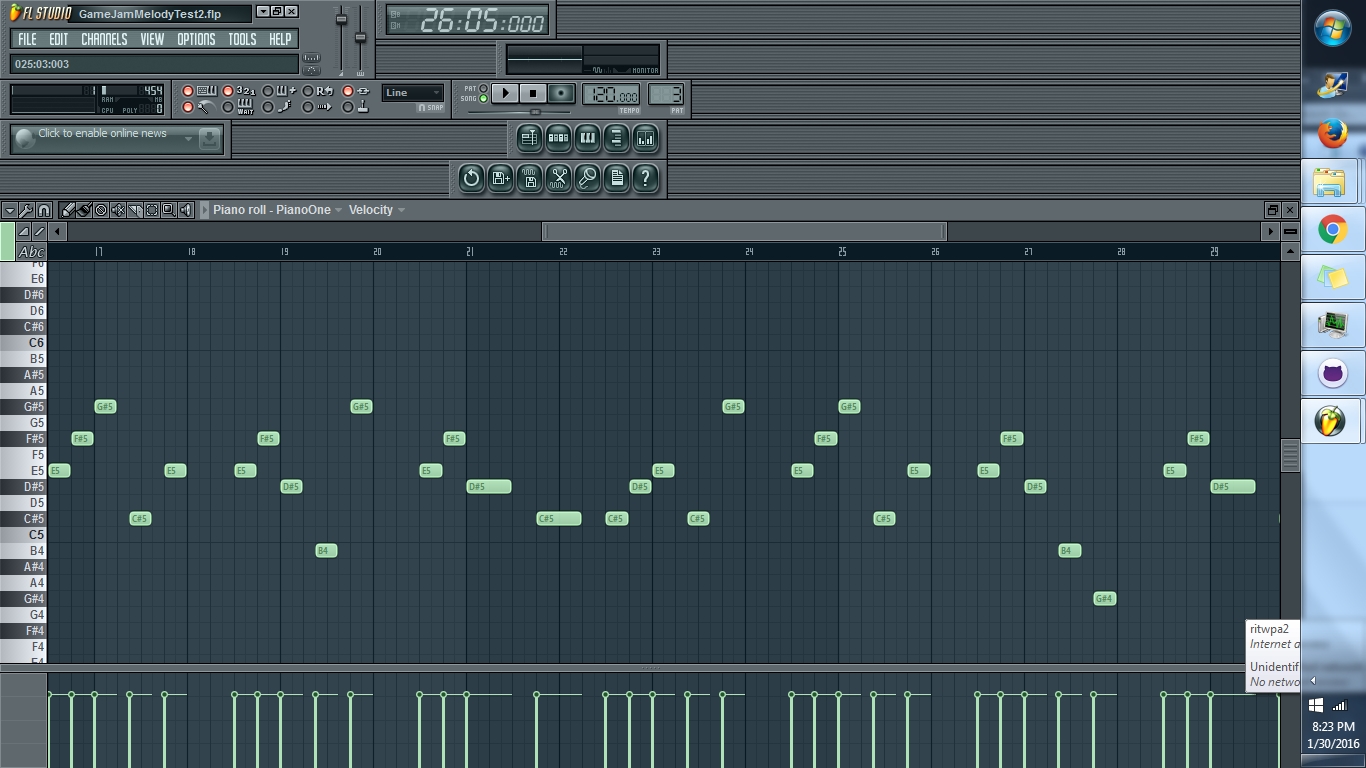 FL STUDIO GameJamMelodyTest2.flp
26:05:000
FILE EDIT CHANNELS VIEW OPTIONS TOOLS HELP
025:03:003
MONITOR
1 454
RAM MB
CPU POLY 0
3 2 1
WAIT
R
Line
SNAP
PAT
SONG
120.000
TEMPO
3
PAT
Click to enable online news
Piano roll - PianoOne Velocity
Abc
17 18 19 20 21 22 23 24 25 26 27 28 29
F6
E6
D#6
D6
C#6
C6
B5
A#5
A5
G#5 G#5 G#5 G#5 G#5
G5
F#5 F#5 F#5 F#5 F#5 F#5 F#5
F5
E5 E5 E5 E5 E5 E5 E5 E5 E5 E5
D#5 D#5 D#5 D#5 D#5 D#5
D5
C#5 C#5 C#5 C#5 C#5 C#5
C5
B4 B4 B4
A#4
A4
G#4 G#4
G4
F#4
F4
E4
ritwpa2
Internet a
Unidentif
No netwo
8:23 PM
1/30/2016